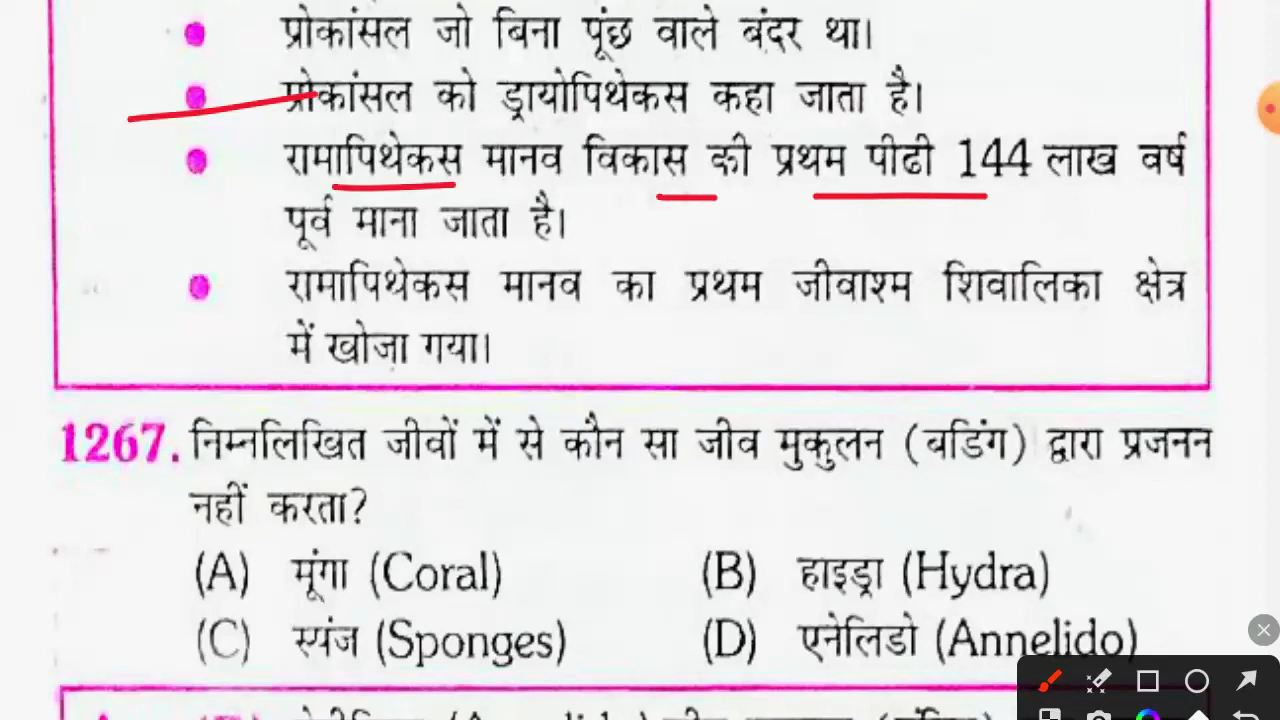 प्रोकांसल जो बिना पूंछ वाले बंदर था।
प्रोकांसल को ड्रायोपिथेकस कहा जाता है।
रामापिथेकस मानव विकास की प्रथम पीढी 144 लाख वर्ष
पूर्व माना जाता है।
रामापिथेकस मानव का प्रथम जीवाश्म शिवालिका क्षेत्र
में खोजा गया।
1267. निम्नलिखित जीवों में से कौन सा जीव मुकुलन (बडिंग) द्वारा प्रजनन
नहीं करता?
(A) मूंगा (Coral) (B) हाइड्रा (Hydra)
(C) स्पंज (Sponges) (D) एनेलिडो (Annelido)